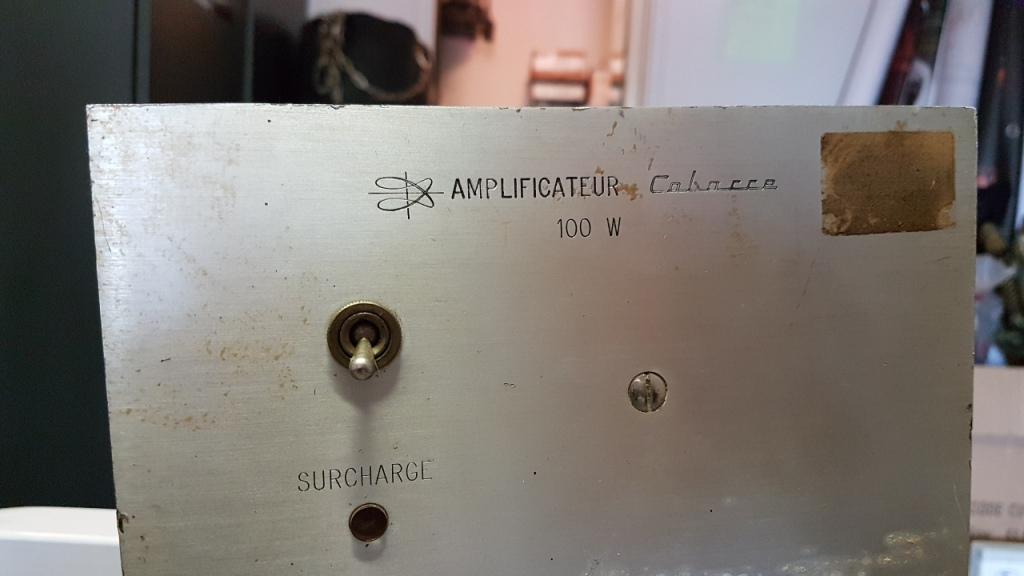 AMPLIFICATEUR Cabasse
100 W
SURCHARGE